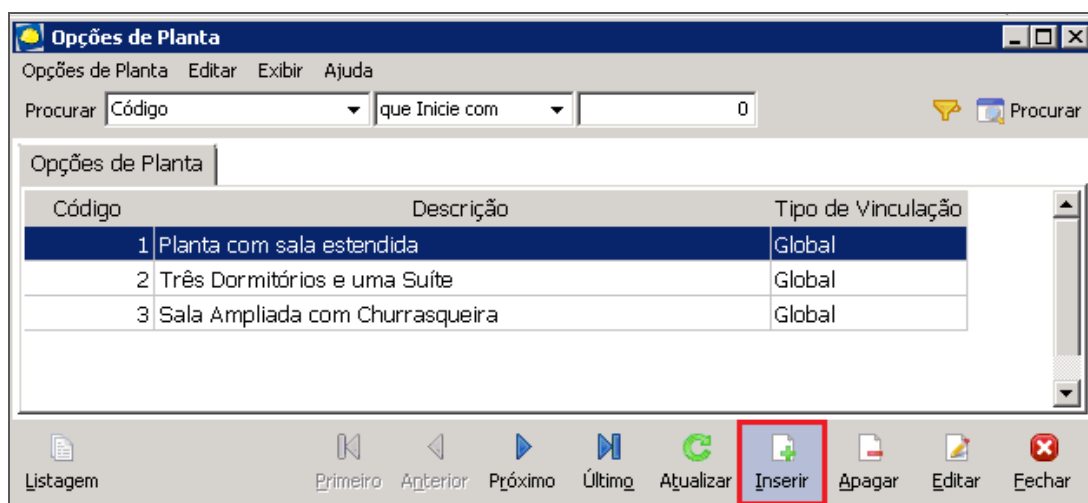 Opções de Planta
Opções de Planta Editar Exibir Ajuda
Procurar Código que Inicie com 0 Procurar
Opções de Planta
Código Descrição Tipo de Vinculação
1 Planta com sala estendida Global
2 Três Dormitórios e uma Suíte Global
3 Sala Ampliada com Churrasqueira Global
Listagem Primeiro Anterior Próximo Último Atualizar Inserir Apagar Editar Fechar